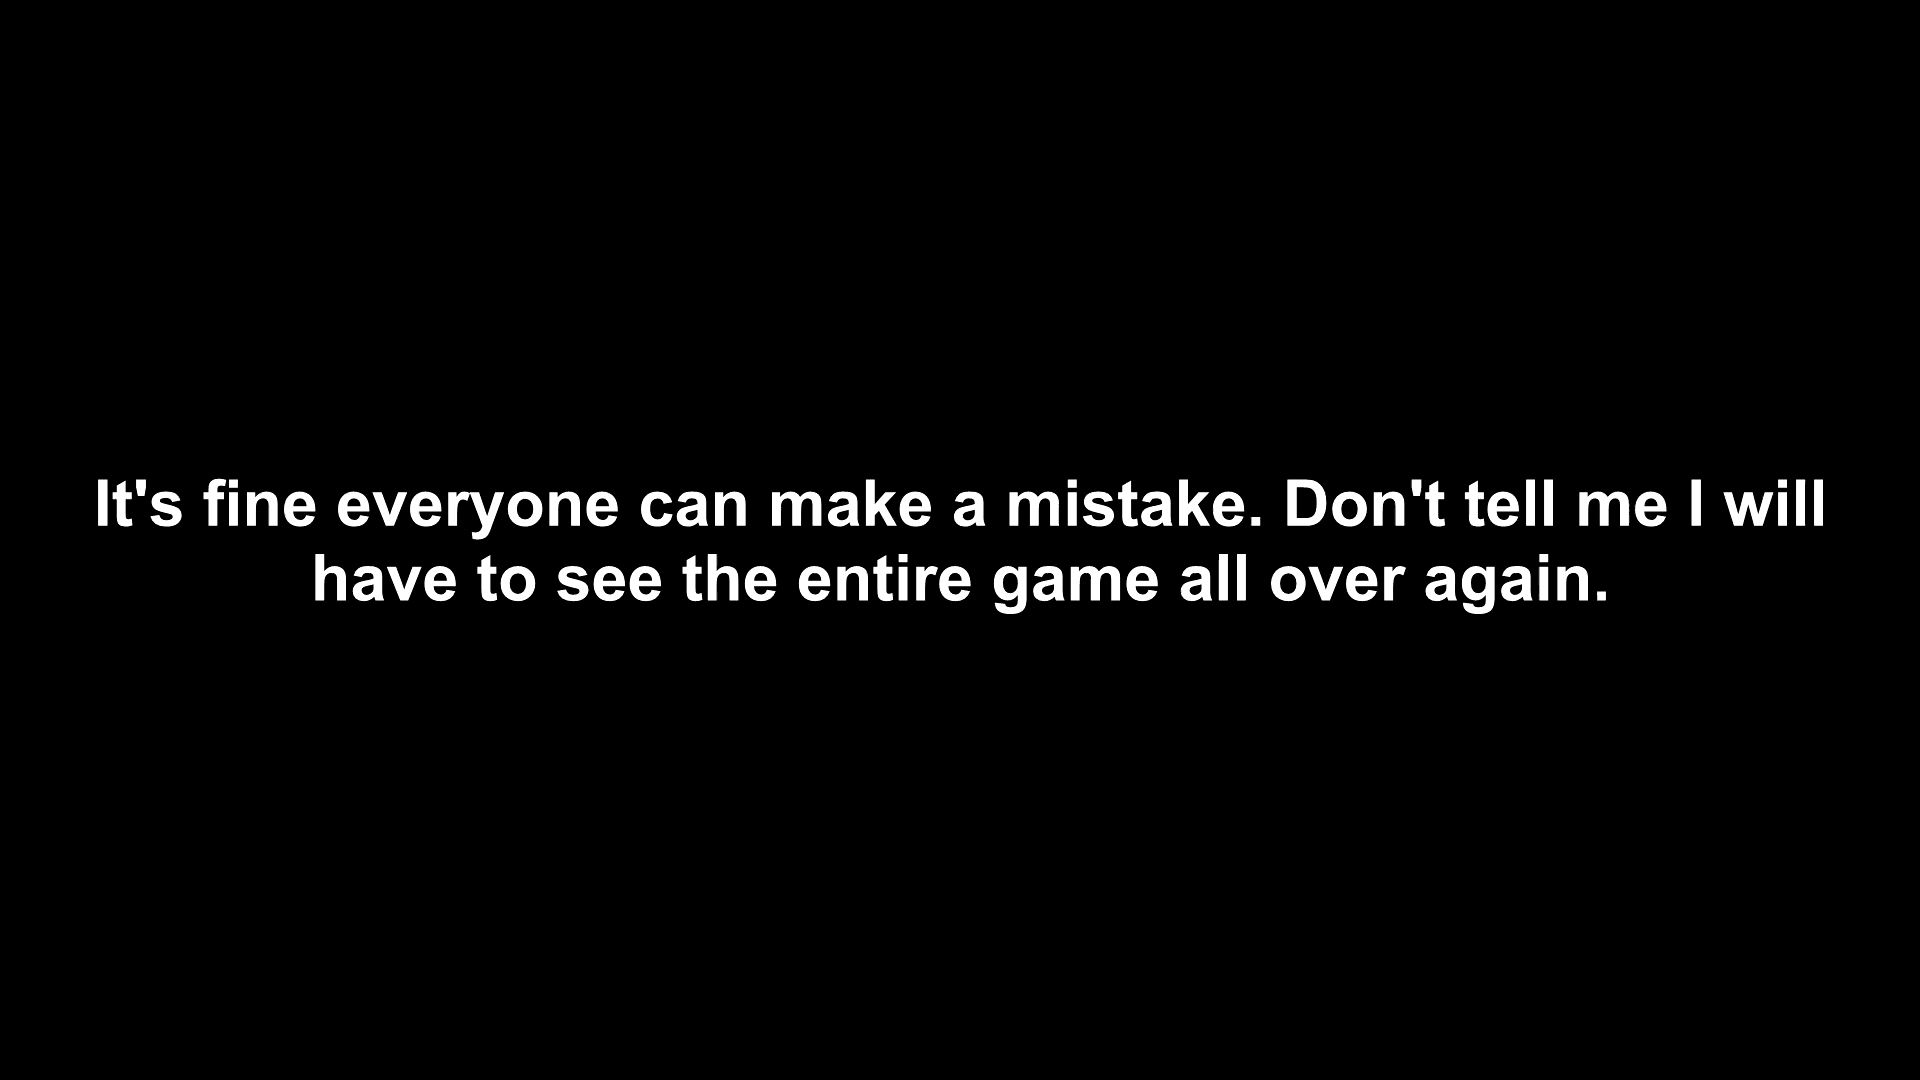 It's fine everyone can make a mistake. Don't tell me I will
have to see the entire game all over again.